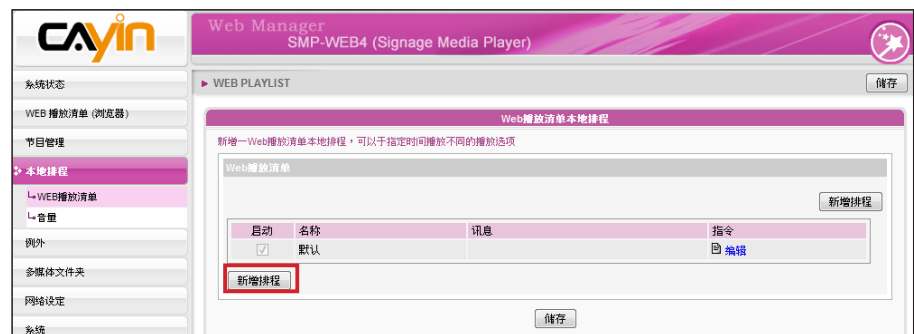 CAYIN
Web Manager
SMP-WEB4 (Signage Media Player)
系统状态
WEB 播放清单 (浏览器)
节目管理
本地排程
WEB播放清单
音量
例外
多媒体文件夹
网络设定
系统
WEB PLAYLIST
储存
Web播放清单本地排程
新增一Web播放清单本地排程，可以于指定时间播放不同的播放选项
Web播放清单
新增排程
启动 名称 讯息 指令
默认 编辑
新增排程
储存